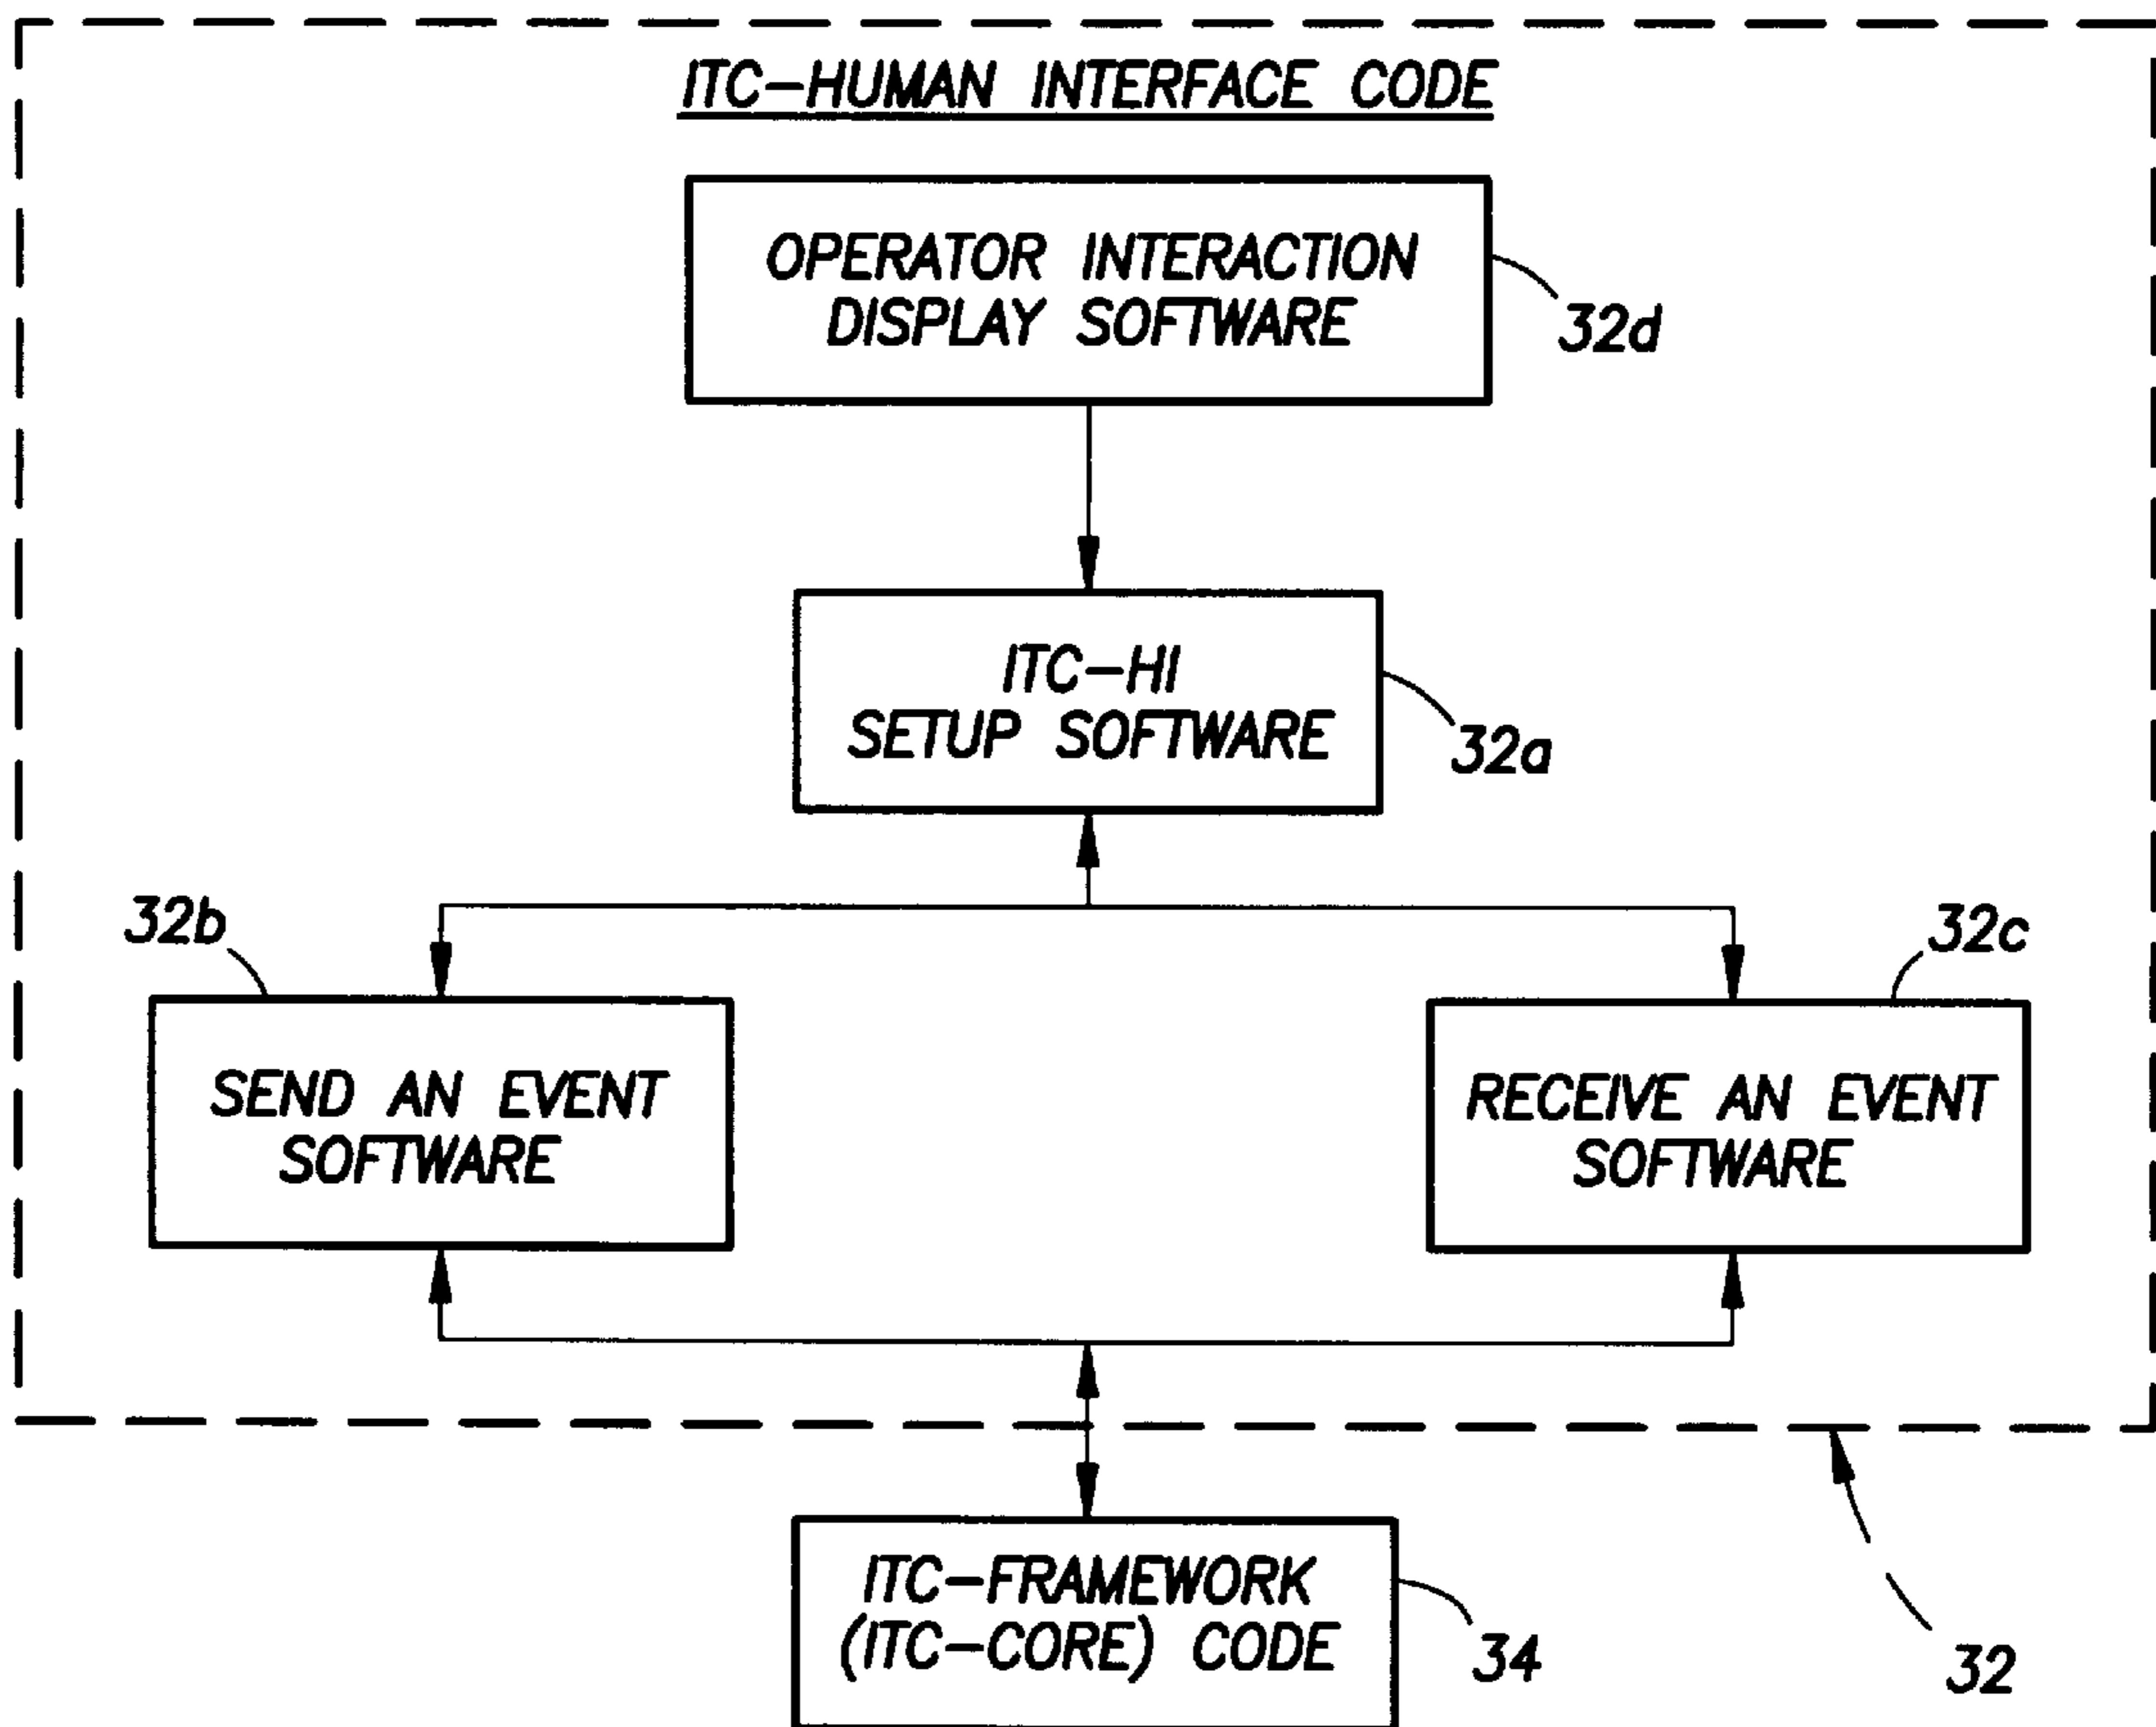 ITC-HUMAN INTERFACE CODE
OPERATOR INTERACTION
DISPLAY SOFTWARE
32d
ITC-HI
SETUP SOFTWARE
32a
32b
32c
SEND AN EVENT
SOFTWARE
RECEIVE AN EVENT
SOFTWARE
ITC-FRAMEWORK
(ITC-CORE) CODE
34
32